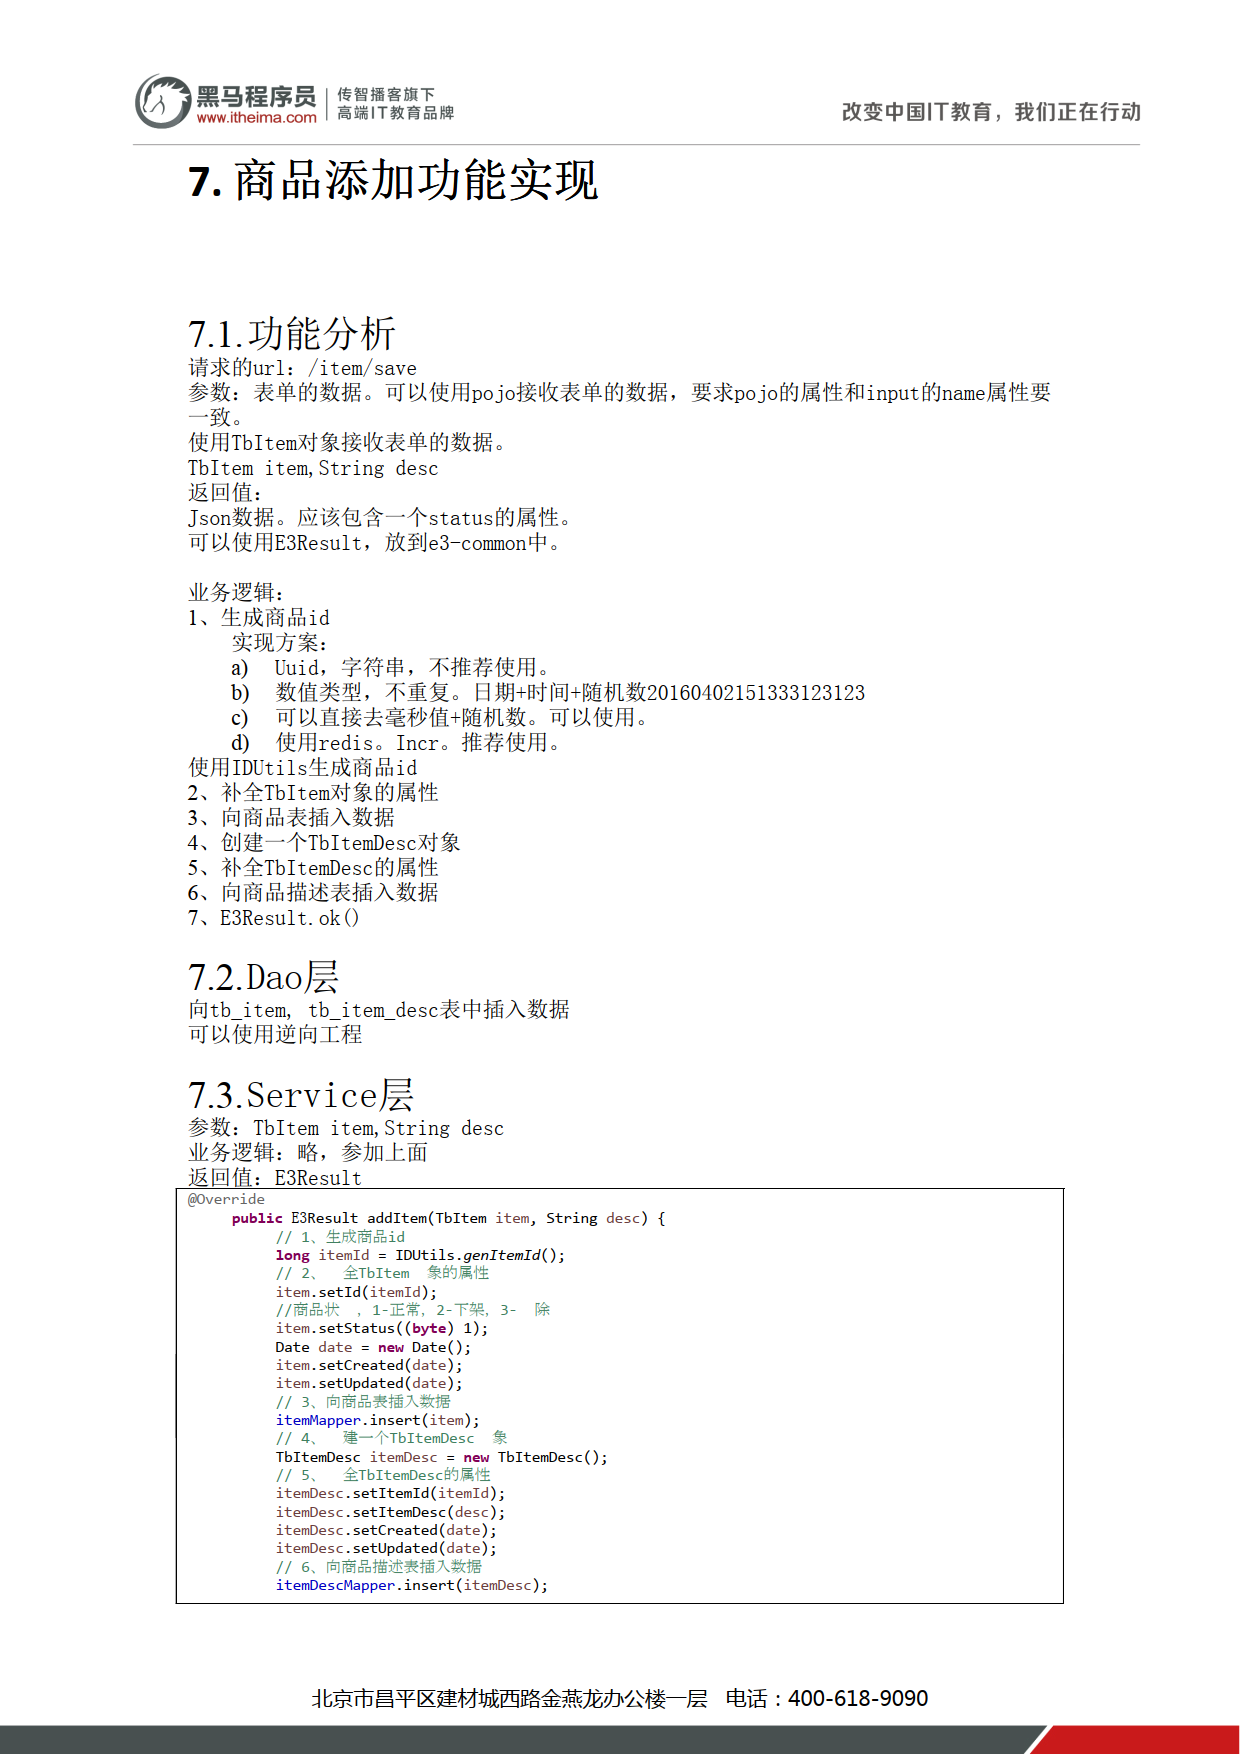 黑马程序员
www.itheima.com
传智播客旗下
高端IT教育品牌
改变中国IT教育，我们正在行动
7. 商品添加功能实现
7.1.功能分析
请求的url：/item/save
参数：表单的数据。可以使用pojo接收表单的数据，要求pojo的属性和input的name属性要
一致。
使用TbItem对象接收表单的数据。
TbItem item,String desc
返回值：
Json数据。应该包含一个status的属性。
可以使用E3Result，放到e3-common中。
业务逻辑：
1、生成商品id
实现方案：
a) Uuid，字符串，不推荐使用。
b) 数值类型，不重复。日期+时间+随机数20160402151333123123
c) 可以直接去毫秒值+随机数。可以使用。
d) 使用redis。Incr。推荐使用。
使用IDUtils生成商品id
2、补全TbItem对象的属性
3、向商品表插入数据
4、创建一个TbItemDesc对象
5、补全TbItemDesc的属性
6、向商品描述表插入数据
7、E3Result.ok()
7.2.Dao层
向tb_item, tb_item_desc表中插入数据
可以使用逆向工程
7.3.Service层
参数：TbItem item,String desc
业务逻辑：略，参加上面
返回值：E3Result
@Override
public E3Result addItem(TbItem item, String desc) {
// 1、生成商品id
long itemId = IDUtils.genItemId();
// 2、 全TbItem 象的属性
item.setId(itemId);
//商品状 ，1-正常，2-下架，3- 除
item.setStatus((byte) 1);
Date date = new Date();
item.setCreated(date);
item.setUpdated(date);
// 3、向商品表插入数据
itemMapper.insert(item);
// 4、 建一个TbItemDesc 象
TbItemDesc itemDesc = new TbItemDesc();
// 5、 全TbItemDesc的属性
itemDesc.setItemId(itemId);
itemDesc.setItemDesc(desc);
itemDesc.setCreated(date);
itemDesc.setUpdated(date);
// 6、向商品描述表插入数据
itemDescMapper.insert(itemDesc);
北京市昌平区建材城西路金燕龙办公楼一层 电话：400-618-9090